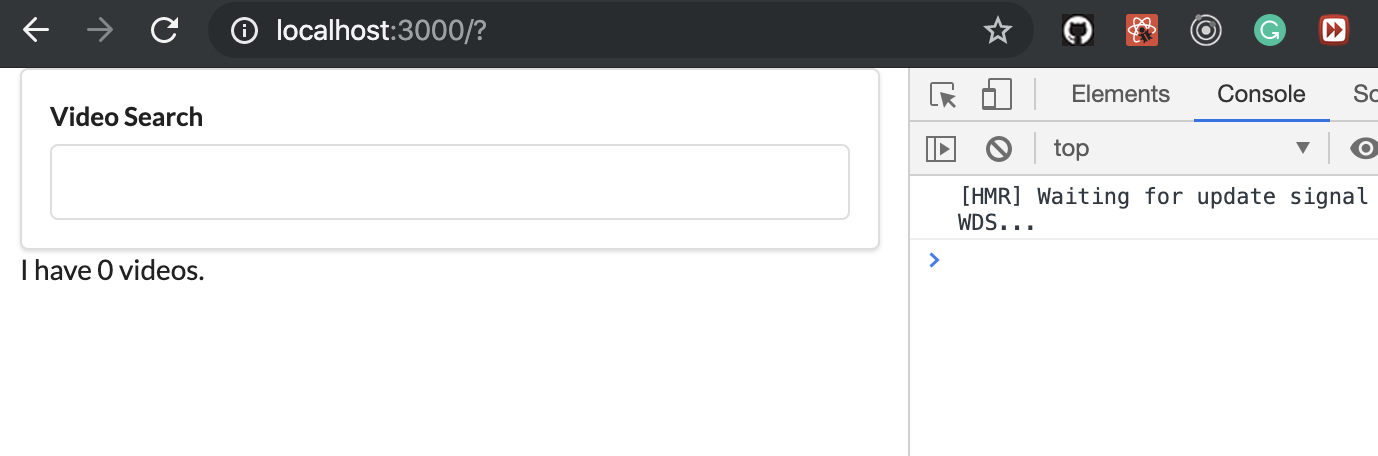 localhost:3000/?
Video Search
I have 0 videos.
Elements Console Sc
top
[HMR] Waiting for update signal
WDS...